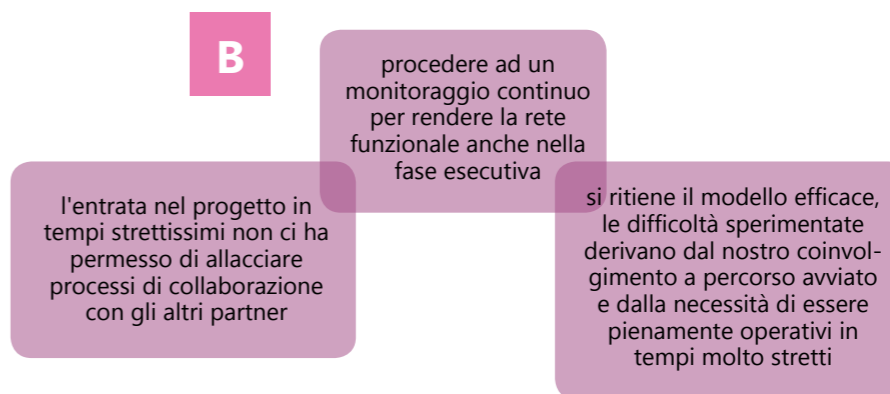 B
procedere ad un
monitoraggio continuo
per rendere la rete
funzionale anche nella
fase esecutiva
l'entrata nel progetto in
tempi strettissimi non ci ha
permesso di allacciare
processi di collaborazione
con gli altri partner
si ritiene il modello efficace,
le difficoltà sperimentate
derivano dal nostro coinvol-
gimento a percorso avviato
e dalla necessità di essere
pienamente operativi in
tempi molto stretti